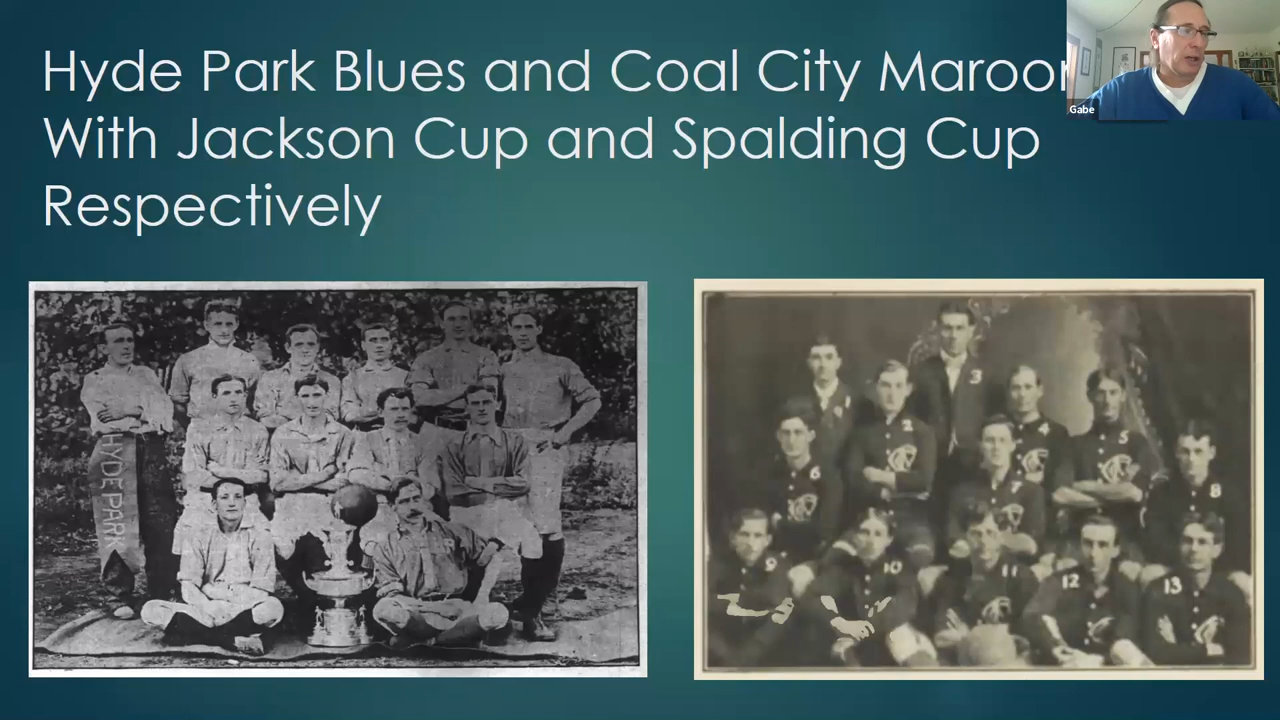 Hyde Park Blues and Coal City Maroon
With Jackson Cup and Spalding Cup
Respectively
Gabe
HYDE PARK
3
2
4
5
6
7
8
9
10
11
12
13